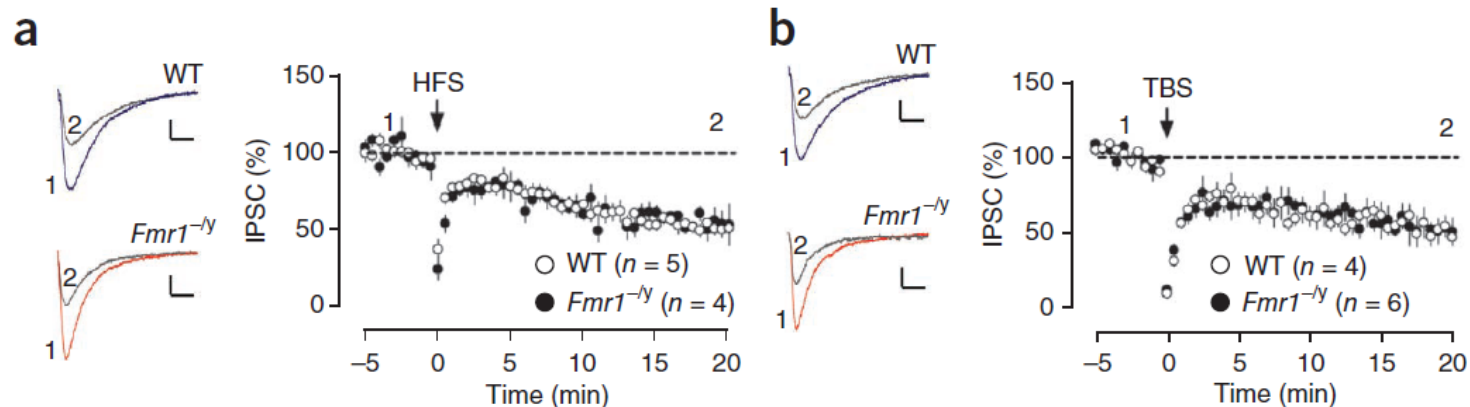 a
WT
2
1
Fmr1⁻/ʸ
2
1
IPSC (%)
150
100
50
0
HFS
1
2
WT (n = 5)
Fmr1⁻/ʸ (n = 4)
–5 0 5 10 15 20
Time (min)
b
WT
2
1
Fmr1⁻/ʸ
2
1
IPSC (%)
150
100
50
0
TBS
1
2
WT (n = 4)
Fmr1⁻/ʸ (n = 6)
–5 0 5 10 15 20
Time (min)